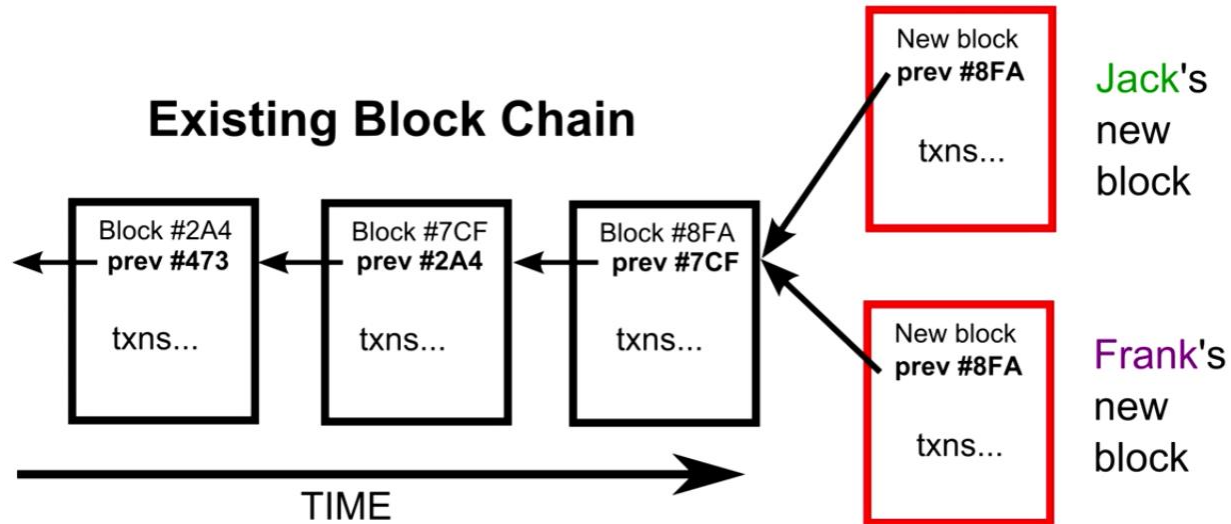 Existing Block Chain
Block #2A4
prev #473
txns...
Block #7CF
prev #2A4
txns...
Block #8FA
prev #7CF
txns...
TIME
New block
prev #8FA
txns...
Jack's
new
block
New block
prev #8FA
txns...
Frank's
new
block